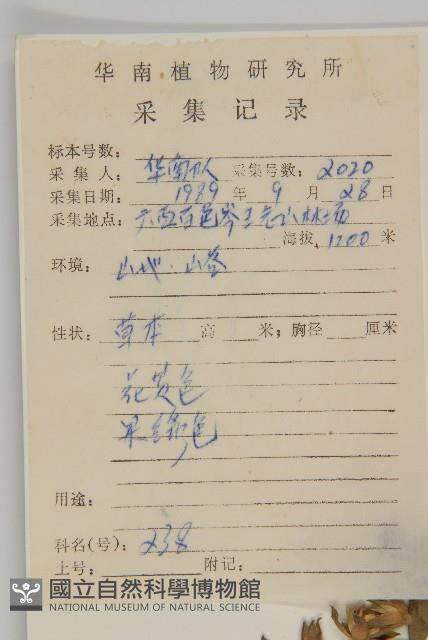 华南植物研究所
采集记录
标本号数:
采集人: 华南队 采集号数: 2020
采集日期: 1989 年 9 月 28 日
采集地点: 广西百色岑王老山林场
海拔 1200 米
环境: 山地·山谷
性状: 草本 高 米; 胸径 厘米
花黄色
果绿色
用途:
科名(号): 238
土号: 附记:
國立自然科學博物館
NATIONAL MUSEUM OF NATURAL SCIENCE